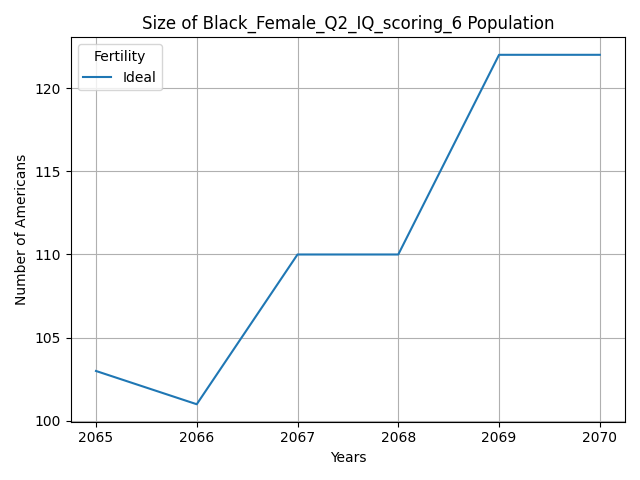 Size of Black_Female_Q2_IQ_scoring_6 Population
Fertility
Ideal
120
115
110
105
100
Number of Americans
2065 2066 2067 2068 2069 2070
Years